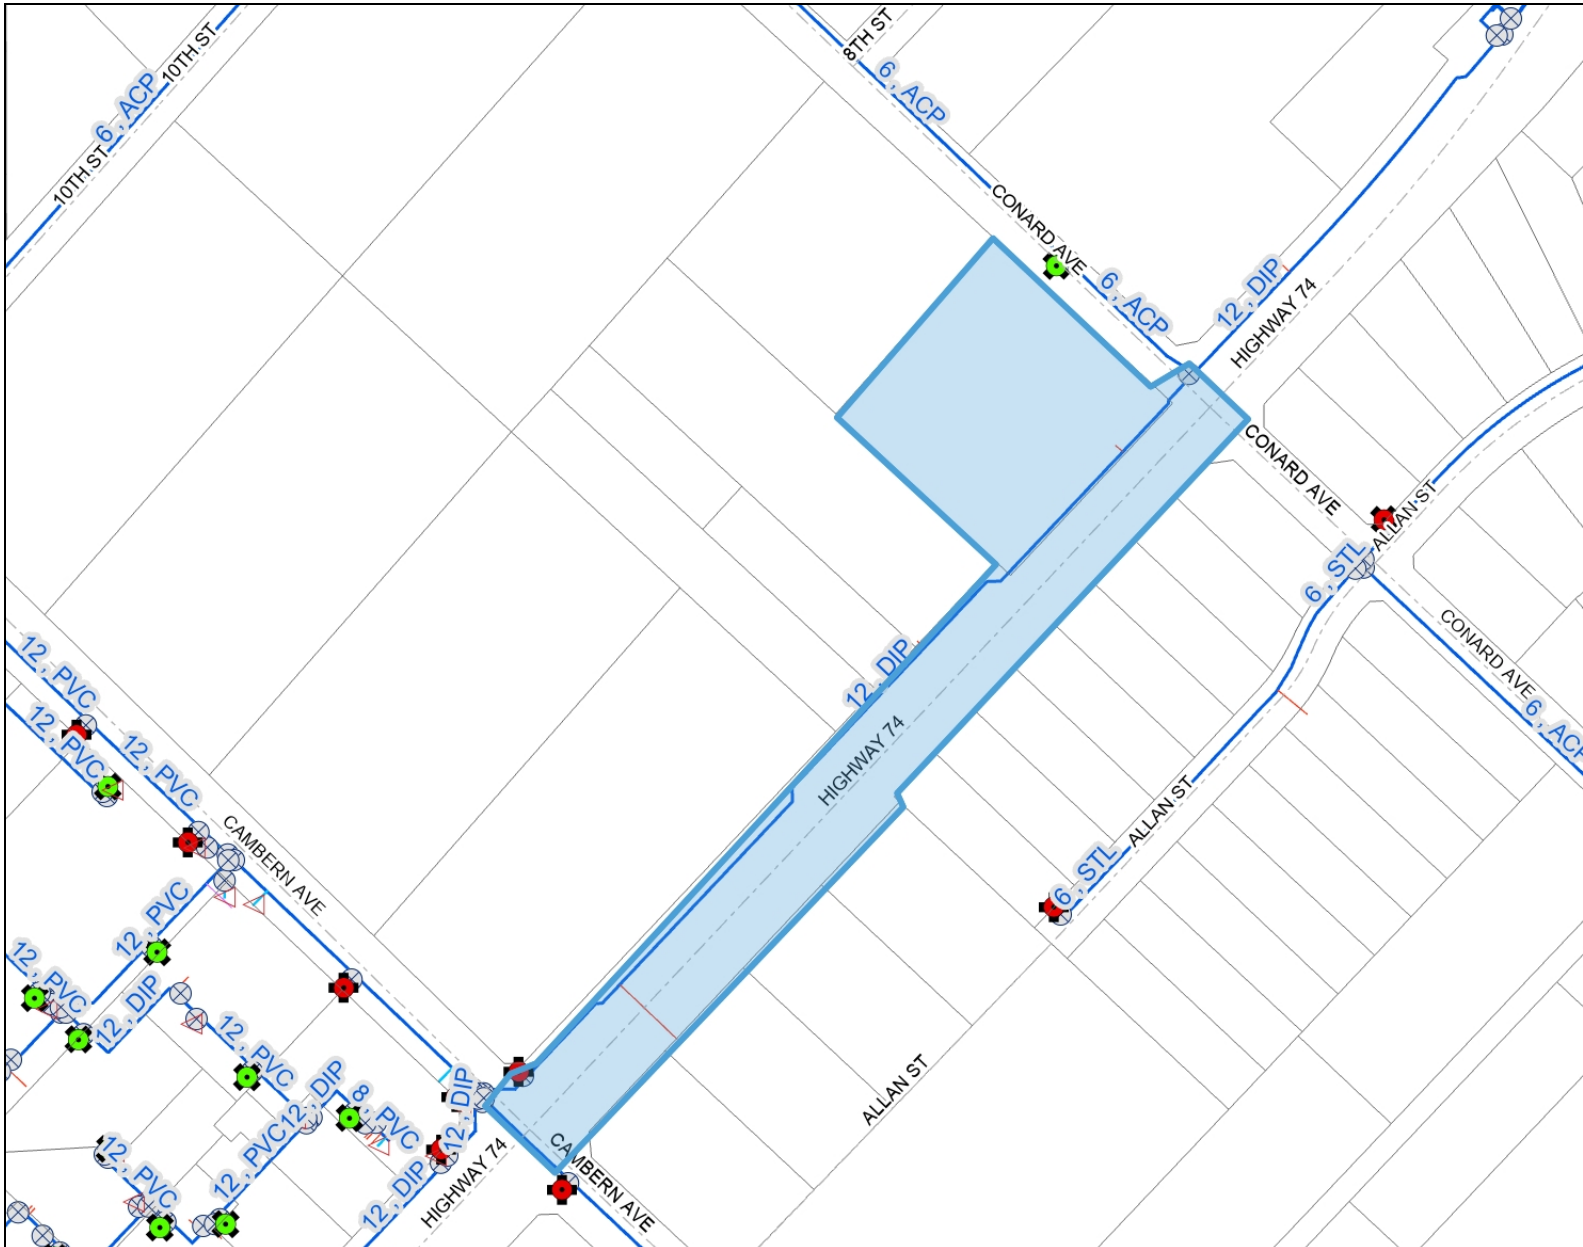 10TH ST
8TH ST
6, ACP
6, ACP
10TH ST
CONARD AVE
6, ACP
12, DIP
HIGHWAY 74
CONARD AVE
ALLAN ST
6, STL
12, PVC
12, DIP
CONARD AVE
12, PVC
6, ACP
12, PVC
HIGHWAY 74
ALLAN ST
CAMBERN AVE
6, STL
12, PVC
12, PVC
12, DIP
12, PVC
12, DIP
8, PVC
12, DIP
ALLAN ST
12, PVC
12, PVC
12, DIP
HIGHWAY 74
CAMBERN AVE